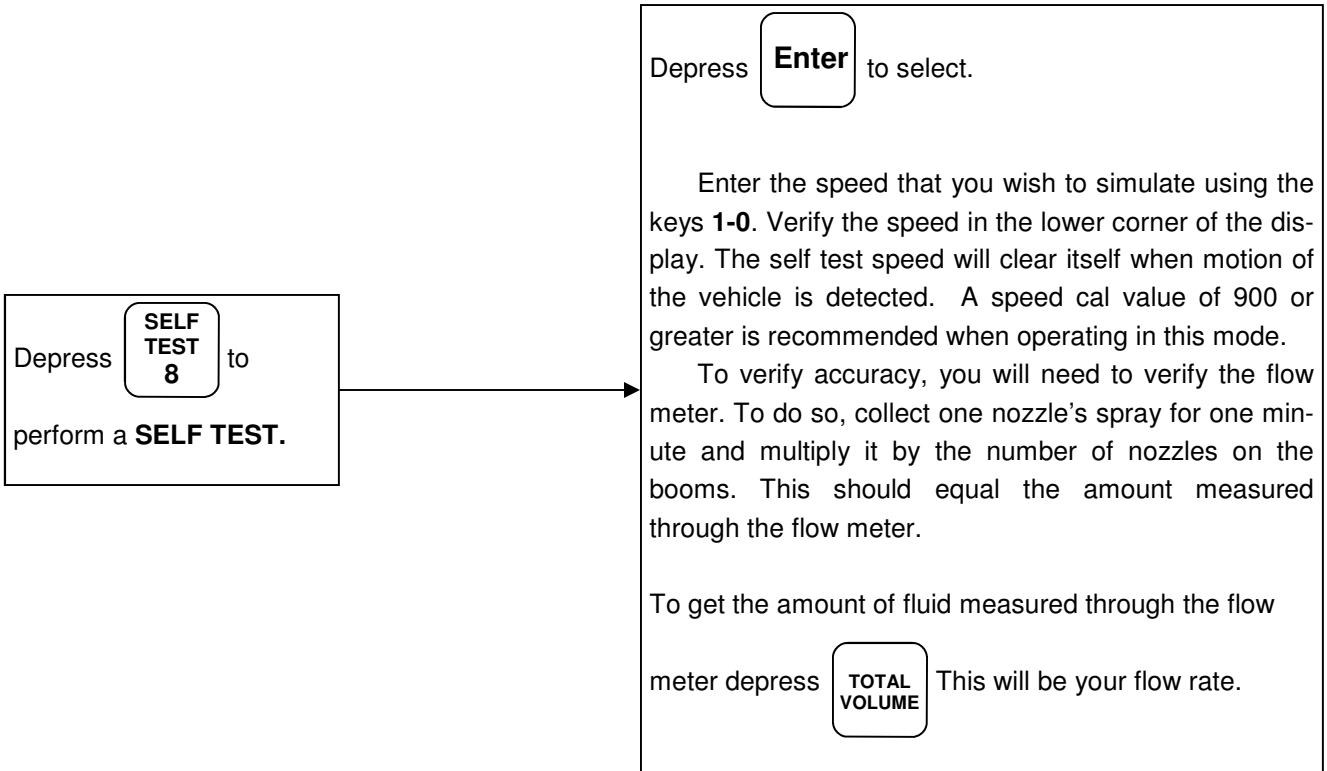 Depress SELF TEST 8 to
perform a SELF TEST.
Depress Enter to select.
Enter the speed that you wish to simulate using the
keys 1-0. Verify the speed in the lower corner of the dis-
play. The self test speed will clear itself when motion of
the vehicle is detected. A speed cal value of 900 or
greater is recommended when operating in this mode.
To verify accuracy, you will need to verify the flow
meter. To do so, collect one nozzle's spray for one min-
ute and multiply it by the number of nozzles on the
booms. This should equal the amount measured
through the flow meter.
To get the amount of fluid measured through the flow
meter depress TOTAL VOLUME This will be your flow rate.